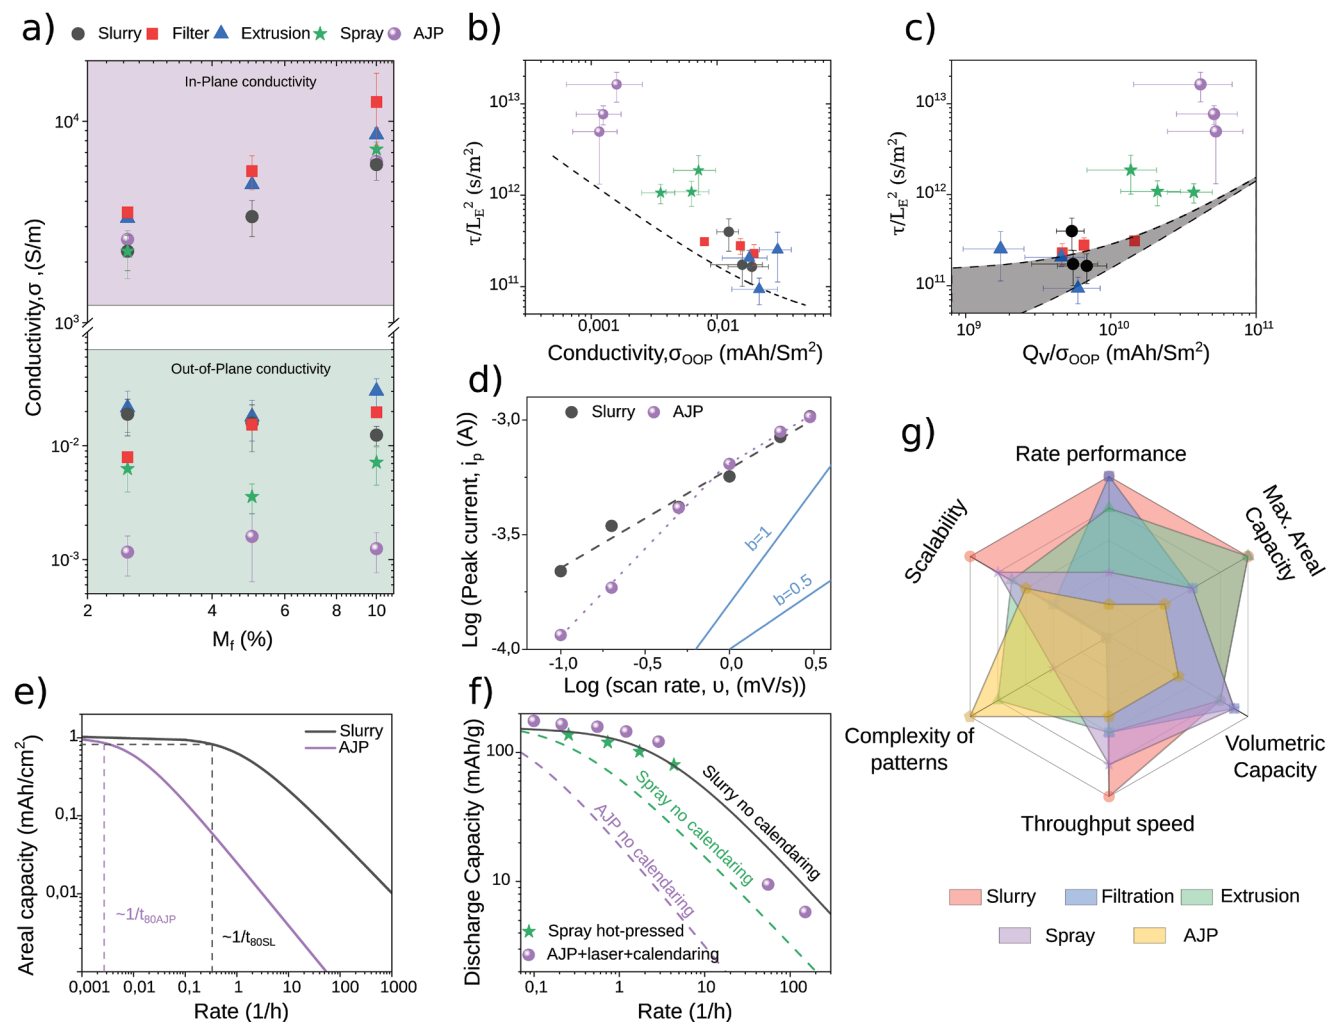 a)
Slurry Filter Extrusion Spray AJP
In-Plane conductivity
Out-of-Plane conductivity
Conductivity,σ ,(S/m)
10⁴
10³
10⁻²
10⁻³
2 4 6 8 10
M_f (%)
b)
τ/L_E² (s/m²)
10¹³
10¹²
10¹¹
0,001 0,01
Conductivity,σ_OOP (mAh/Sm²)
c)
τ/L_E² (s/m²)
10¹³
10¹²
10¹¹
10⁹ 10¹⁰ 10¹¹
Q_V/σ_OOP (mAh/Sm²)
d)
Slurry AJP
Log (Peak current, i_p (A))
-3,0
-3,5
-4,0
b=1
b=0.5
-1,0 -0,5 0,0 0,5
Log (scan rate, υ, (mV/s))
e)
Slurry
AJP
Areal capacity (mAh/cm²)
1
0,1
0,01
~1/t_80AJP
~1/t_80SL
0,001 0,01 0,1 1 10 100 1000
Rate (1/h)
f)
Discharge Capacity (mAh/g)
100
10
Slurry no calendaring
Spray no calendaring
AJP no calendaring
Spray hot-pressed
AJP+laser+calendaring
0,1 1 10 100
Rate (1/h)
g)
Rate performance
Max. Areal
Capacity
Volumetric
Capacity
Throughput speed
Complexity of
patterns
Scalability
Slurry Filtration Extrusion
Spray AJP